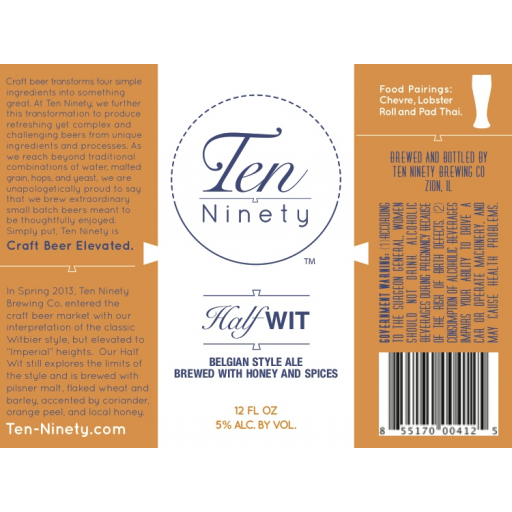 Craft beer transforms four simple
ingredients into something
great. At Ten Ninety, we further
this transformation to produce
refreshing yet complex and
challenging beers from unique
ingredients and processes. As
we reach beyond traditional
combinations of water, malted
grain, hops, and yeast, we are
unapologetically proud to say
that we brew extraordinary
small batch beers meant to
be thoughtfully enjoyed.
Simply put, Ten Ninety is
Craft Beer Elevated.
In Spring 2013, Ten Ninety
Brewing Co. entered the
craft beer market with our
interpretation of the classic
Witbier style, but elevated to
"Imperial" heights. Our Half
Wit still explores the limits of
the style and is brewed with
pilsner malt, flaked wheat and
barley, accented by coriander,
orange peel, and local honey.
Ten-Ninety.com
Ten
Ninety
TM
Half WIT
BELGIAN STYLE ALE
BREWED WITH HONEY AND SPICES
12 FL OZ
5% ALC. BY VOL.
Food Pairings:
Chevre, Lobster
Roll and Pad Thai.
BREWED AND BOTTLED BY
TEN NINETY BREWING CO
ZION, IL
GOVERNMENT WARNING: (1) ACCORDING
TO THE SURGEON GENERAL, WOMEN
SHOULD NOT DRINK ALCOHOLIC
BEVERAGES DURING PREGNANCY BECAUSE
OF THE RISK OF BIRTH DEFECTS. (2)
CONSUMPTION OF ALCOHOLIC BEVERAGES
IMPAIRS YOUR ABILITY TO DRIVE A
CAR OR OPERATE MACHINERY, AND
MAY CAUSE HEALTH PROBLEMS.
8 55170 00412 5